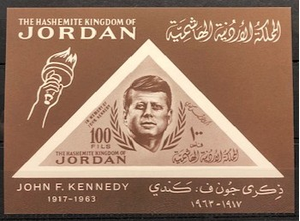 THE HASHEMITE KINGDOM OF
JORDAN
المملكة الأردنية الهاشمية
100
FILS
١٠٠
فلس
THE HASHEMITE KINGDOM OF
JORDAN
المملكة الأردنية الهاشمية
JOHN F. KENNEDY
1917-1963
ذكرى جون ف. كندي
١٩١٧-١٩٦٣